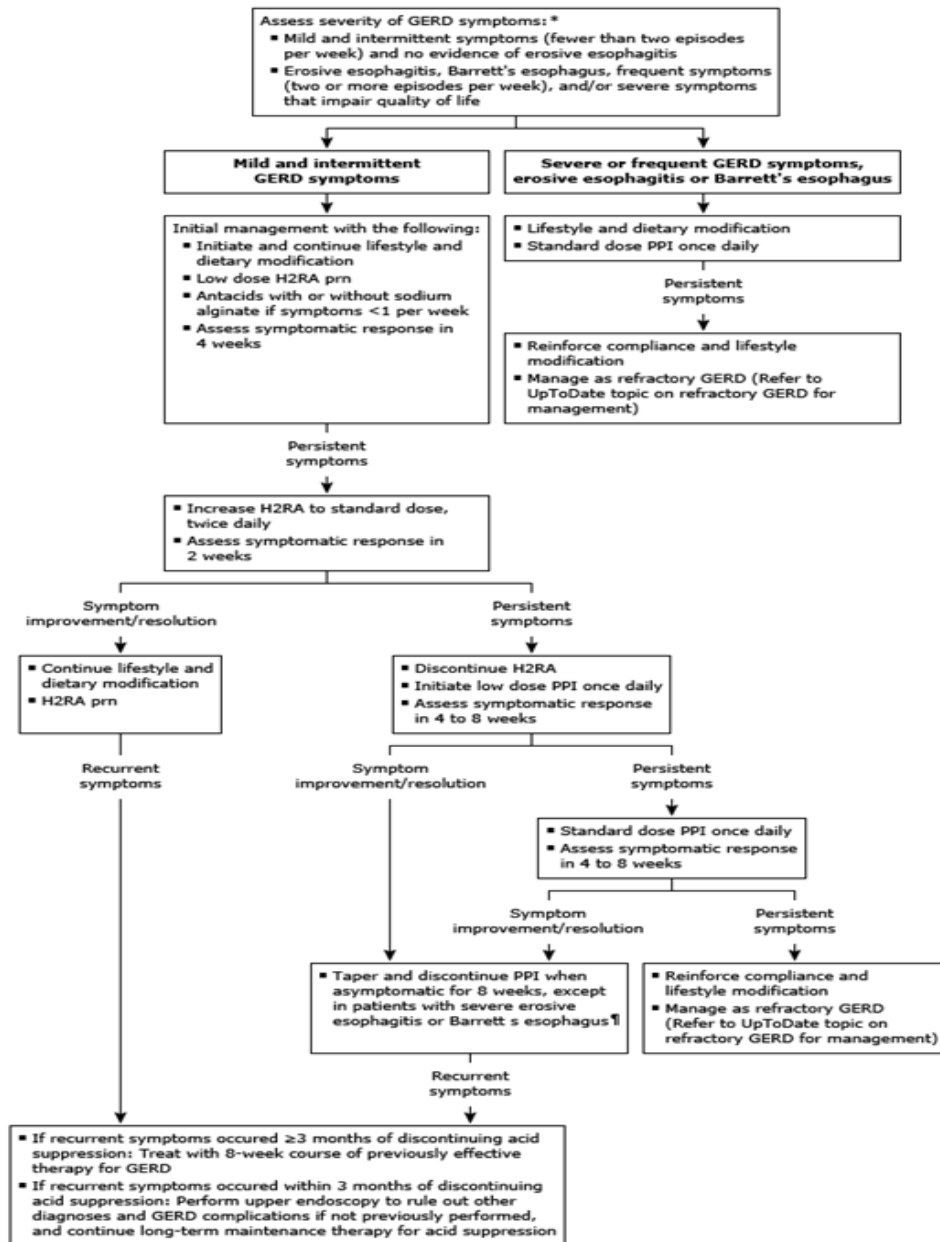 Assess severity of GERD symptoms:*
▪ Mild and intermittent symptoms (fewer than two episodes
per week) and no evidence of erosive esophagitis
▪ Erosive esophagitis, Barrett's esophagus, frequent symptoms
(two or more episodes per week), and/or severe symptoms
that impair quality of life
Mild and intermittent
GERD symptoms
Severe or frequent GERD symptoms,
erosive esophagitis or Barrett's esophagus
Initial management with the following:
▪ Initiate and continue lifestyle and
dietary modification
▪ Low dose H2RA prn
▪ Antacids with or without sodium
alginate if symptoms <1 per week
▪ Assess symptomatic response in
4 weeks
▪ Lifestyle and dietary modification
▪ Standard dose PPI once daily
Persistent
symptoms
▪ Reinforce compliance and lifestyle
modification
▪ Manage as refractory GERD (Refer to
UpToDate topic on refractory GERD for
management)
Persistent
symptoms
▪ Increase H2RA to standard dose,
twice daily
▪ Assess symptomatic response in
2 weeks
Symptom
improvement/resolution
Persistent
symptoms
▪ Continue lifestyle and
dietary modification
▪ H2RA prn
▪ Discontinue H2RA
▪ Initiate low dose PPI once daily
▪ Assess symptomatic response
in 4 to 8 weeks
Recurrent
symptoms
Symptom
improvement/resolution
Persistent
symptoms
▪ Standard dose PPI once daily
▪ Assess symptomatic response
in 4 to 8 weeks
Symptom
improvement/resolution
Persistent
symptoms
▪ Taper and discontinue PPI when
asymptomatic for 8 weeks, except
in patients with severe erosive
esophagitis or Barrett s esophagus¶
▪ Reinforce compliance and
lifestyle modification
▪ Manage as refractory GERD
(Refer to UpToDate topic on
refractory GERD for management)
Recurrent
symptoms
▪ If recurrent symptoms occured ≥3 months of discontinuing acid
suppression: Treat with 8-week course of previously effective
therapy for GERD
▪ If recurrent symptoms occured within 3 months of discontinuing
acid suppression: Perform upper endoscopy to rule out other
diagnoses and GERD complications if not previously performed,
and continue long-term maintenance therapy for acid suppression